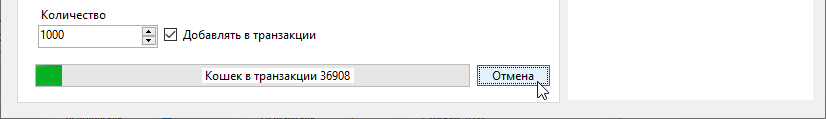 Количество
1000
Добавлять в транзакции
Кошек в транзакции 36908
Отмена